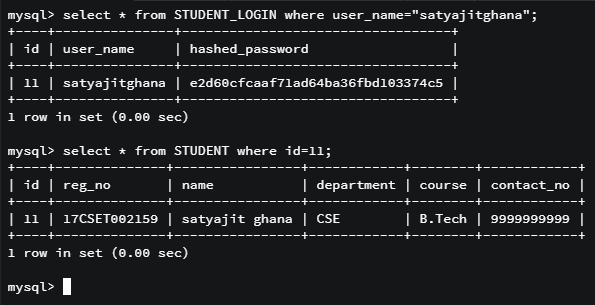 mysql> select * from STUDENT_LOGIN where user_name="satyajitghana";
+----+---------------+----------------------------------+
| id | user_name | hashed_password |
+----+---------------+----------------------------------+
| 11 | satyajitghana | e2d60cfcaaf71ad64ba36fbd103374c5 |
+----+---------------+----------------------------------+
1 row in set (0.00 sec)
mysql> select * from STUDENT where id=11;
+----+--------------+----------------+------------+--------+------------+
| id | reg_no | name | department | course | contact_no |
+----+--------------+----------------+------------+--------+------------+
| 11 | 17CSET002159 | satyajit ghana | CSE | B.Tech | 9999999999 |
+----+--------------+----------------+------------+--------+------------+
1 row in set (0.00 sec)
mysql>